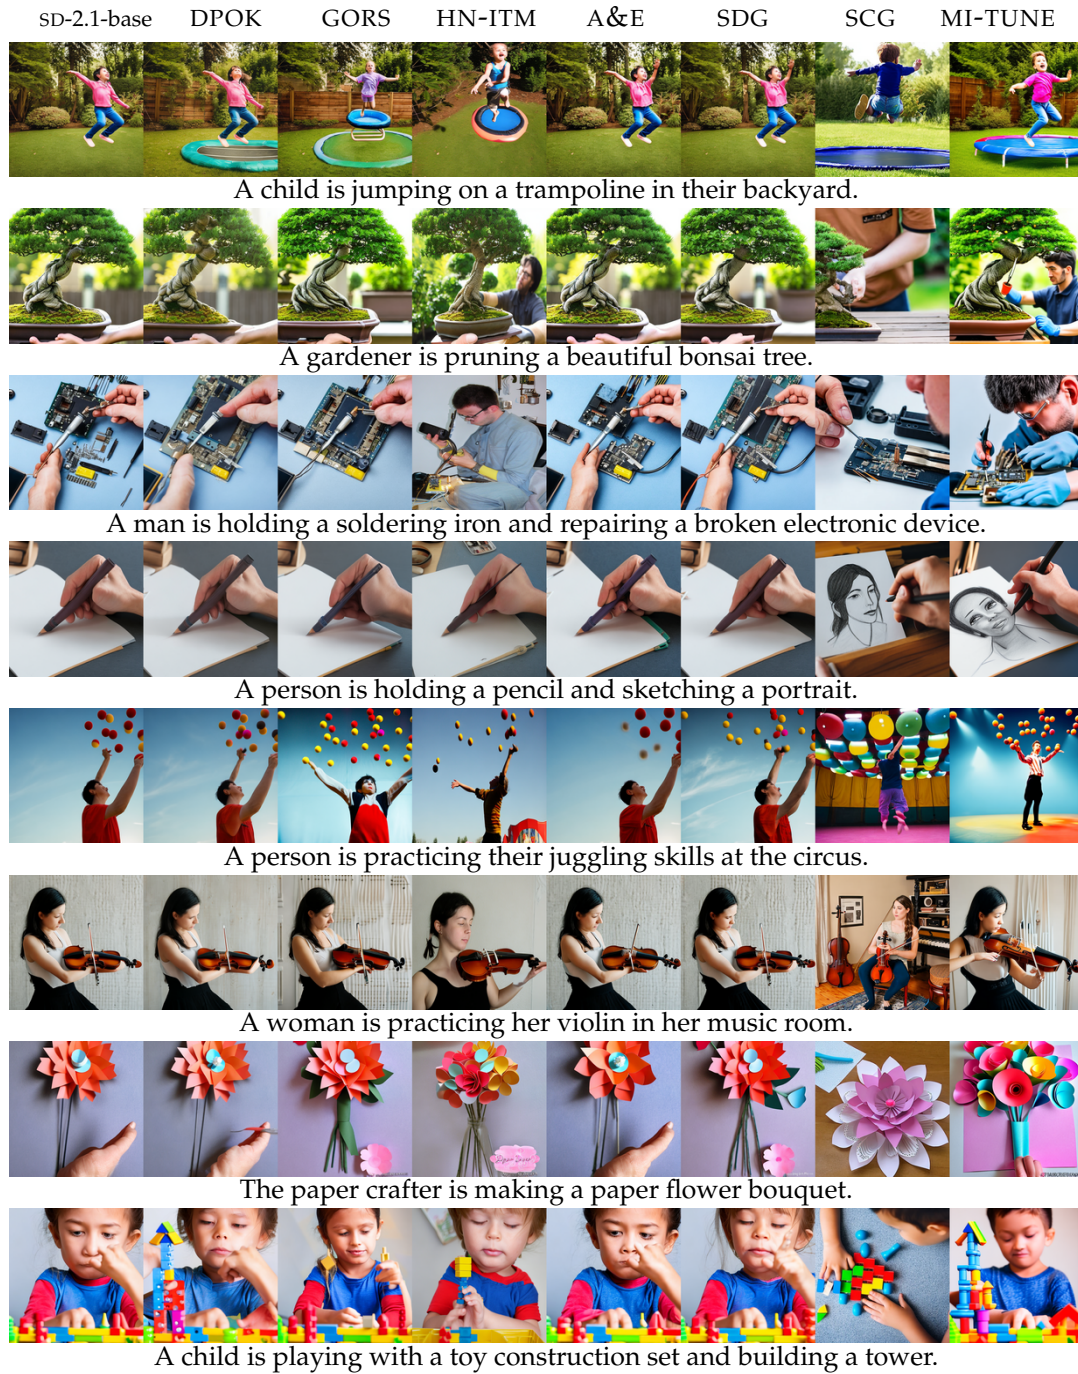 SD-2.1-base DPOK GORS HN-ITM A&E SDG SCG MI-TUNE
A child is jumping on a trampoline in their backyard.
A gardener is pruning a beautiful bonsai tree.
A man is holding a soldering iron and repairing a broken electronic device.
A person is holding a pencil and sketching a portrait.
A person is practicing their juggling skills at the circus.
A woman is practicing her violin in her music room.
The paper crafter is making a paper flower bouquet.
A child is playing with a toy construction set and building a tower.